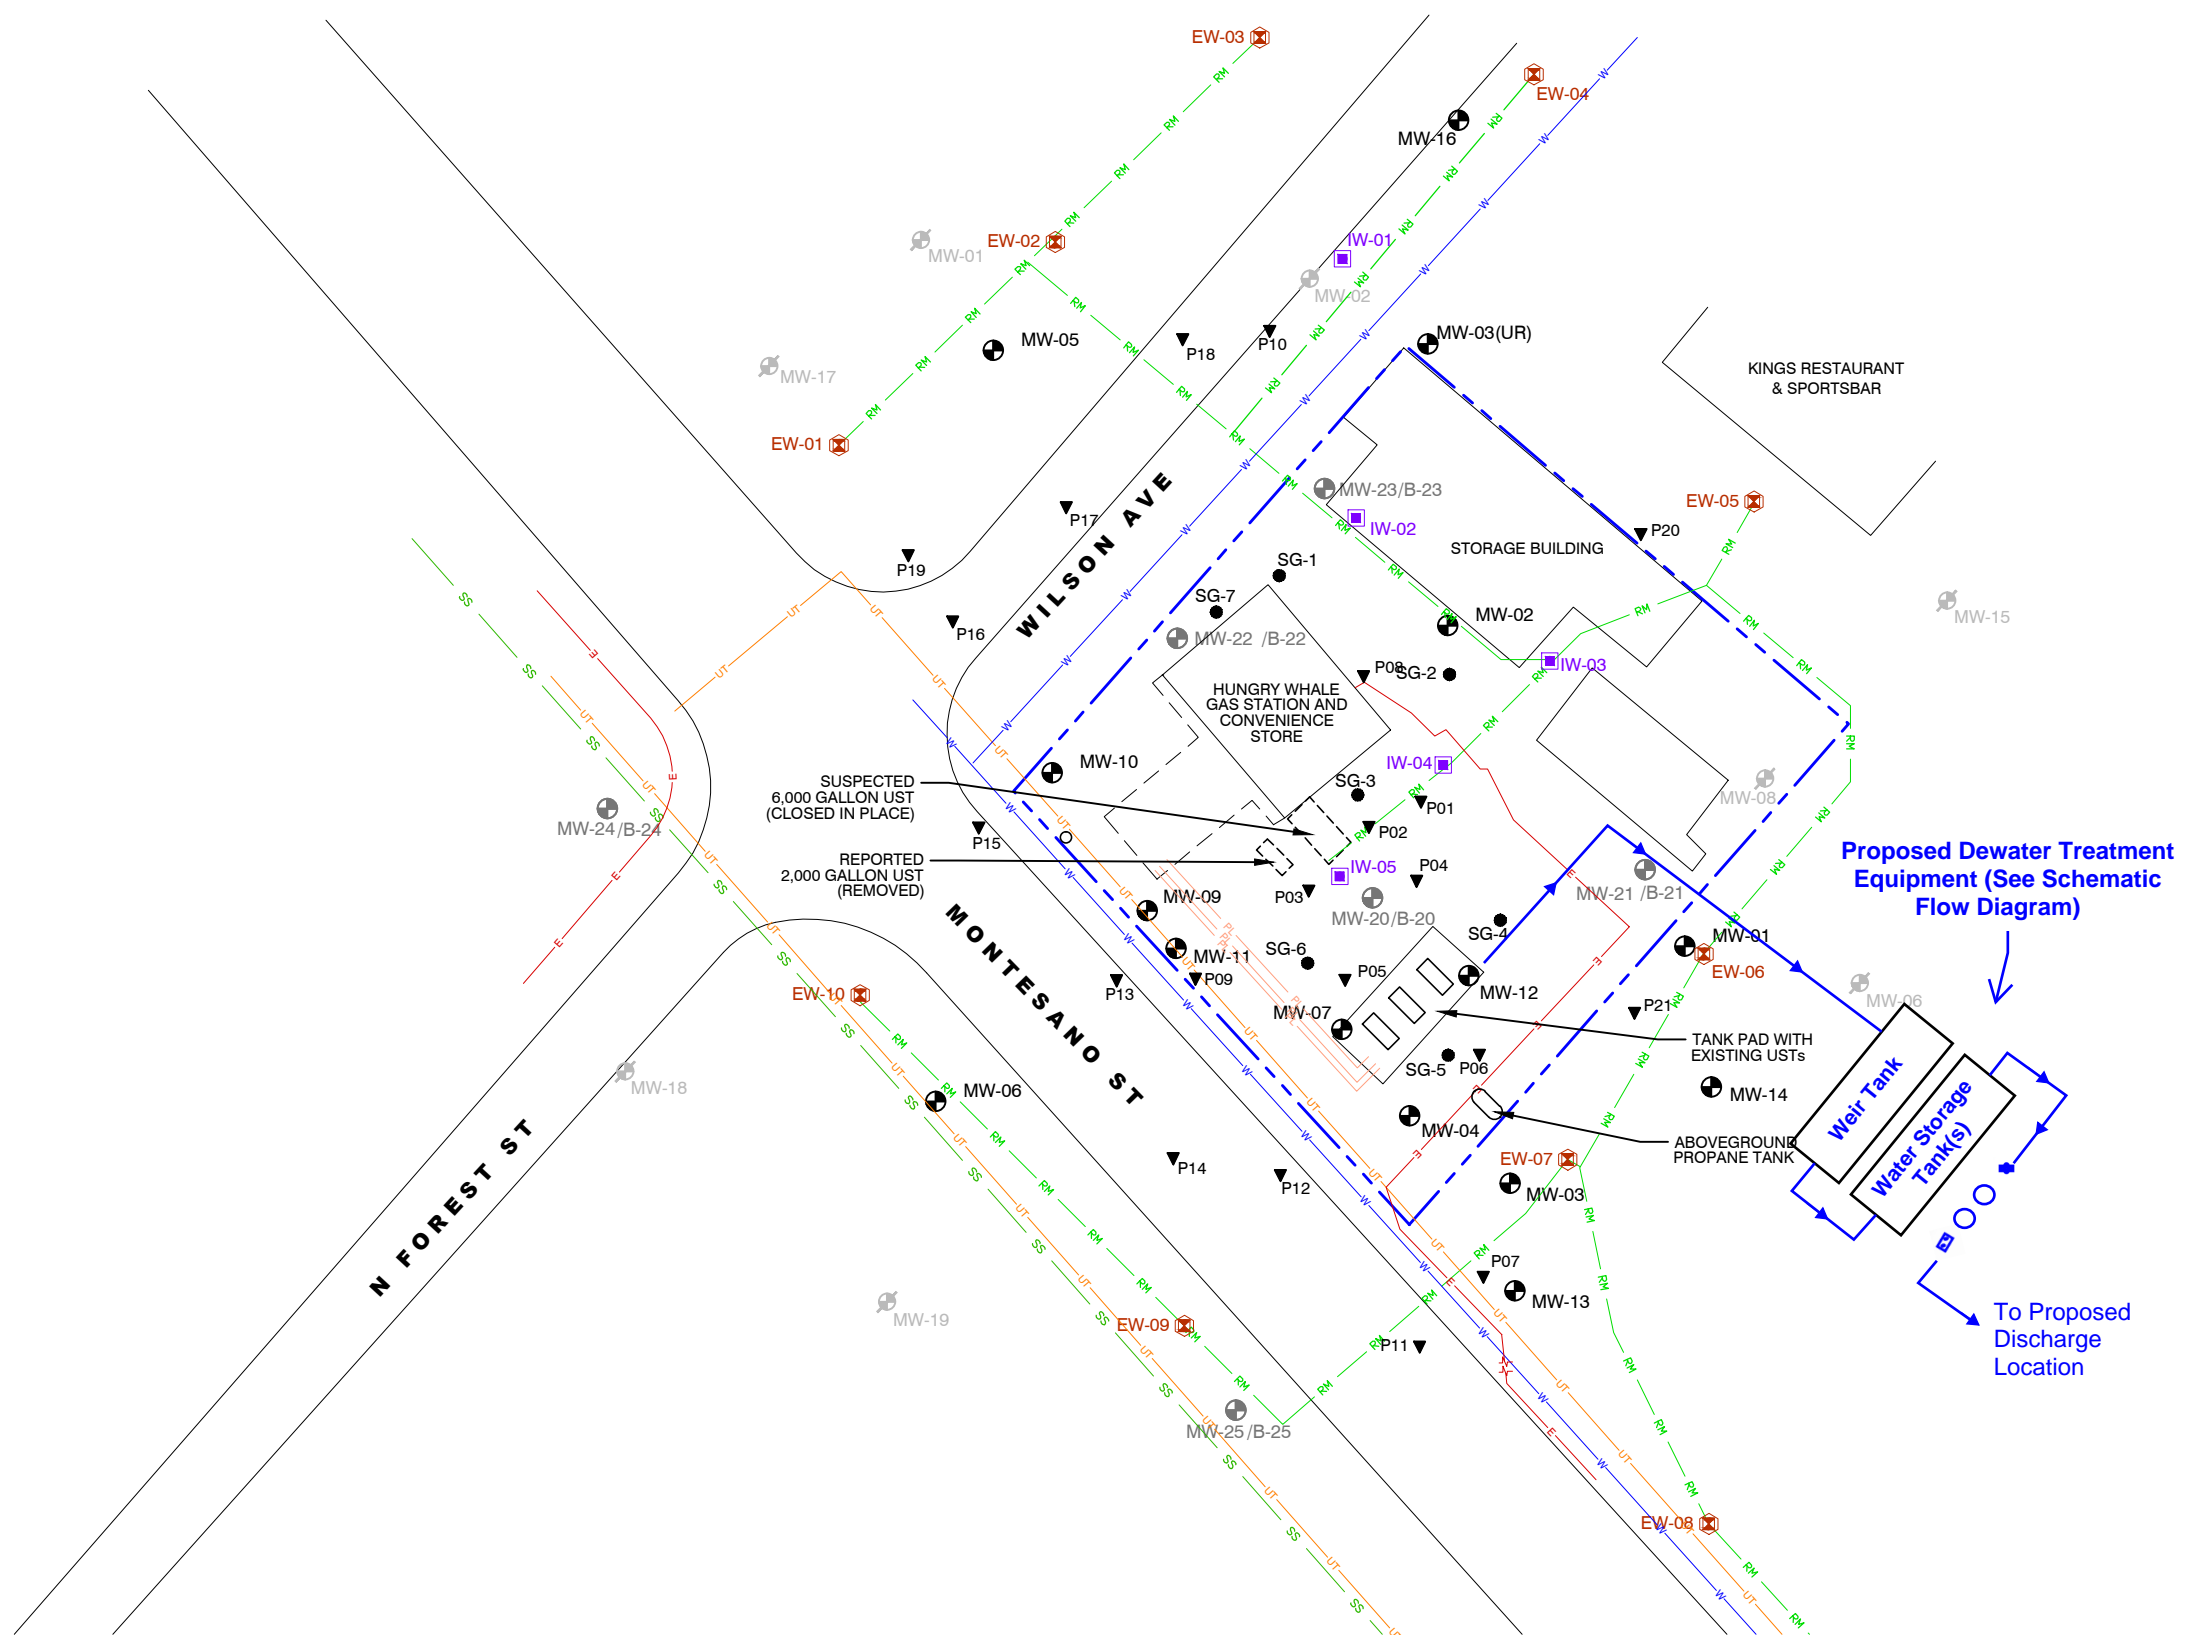 EW-03
EW-04
MW-16
EW-02
MW-01
IW-01
MW-02
MW-05
P18
P10
MW-03(UR)
MW-17
KINGS RESTAURANT
& SPORTSBAR
EW-01
WILSON AVE
MW-23/B-23
IW-02
EW-05
P17
P20
STORAGE BUILDING
P19
SG-1
SG-7
MW-02
MW-15
P16
MW-22 /B-22
P08
SG-2
IW-03
HUNGRY WHALE
GAS STATION AND
CONVENIENCE
STORE
MW-10
IW-04
SUSPECTED
6,000 GALLON UST
(CLOSED IN PLACE)
SG-3
P01
MW-08
MW-24/B-24
P15
P02
REPORTED
2,000 GALLON UST
(REMOVED)
IW-05
P04
P03
MW-20/B-20
MW-21 /B-21
Proposed Dewater Treatment
Equipment (See Schematic
Flow Diagram)
MW-09
MONTESANO ST
MW-11
SG-6
SG-4
MW-01
EW-06
P09
P13
P05
MW-12
MW-06
EW-10
MW-07
P21
TANK PAD WITH
EXISTING USTs
SG-5
P06
MW-18
MW-06
MW-14
MW-04
ABOVEGROUND
PROPANE TANK
Weir Tank
Water Storage
Tank(s)
N FOREST ST
P14
P12
EW-07
MW-03
P07
MW-13
MW-19
EW-09
P11
To Proposed
Discharge
Location
MW-25/B-25
EW-08
RM
W
UT
SS
E
PL